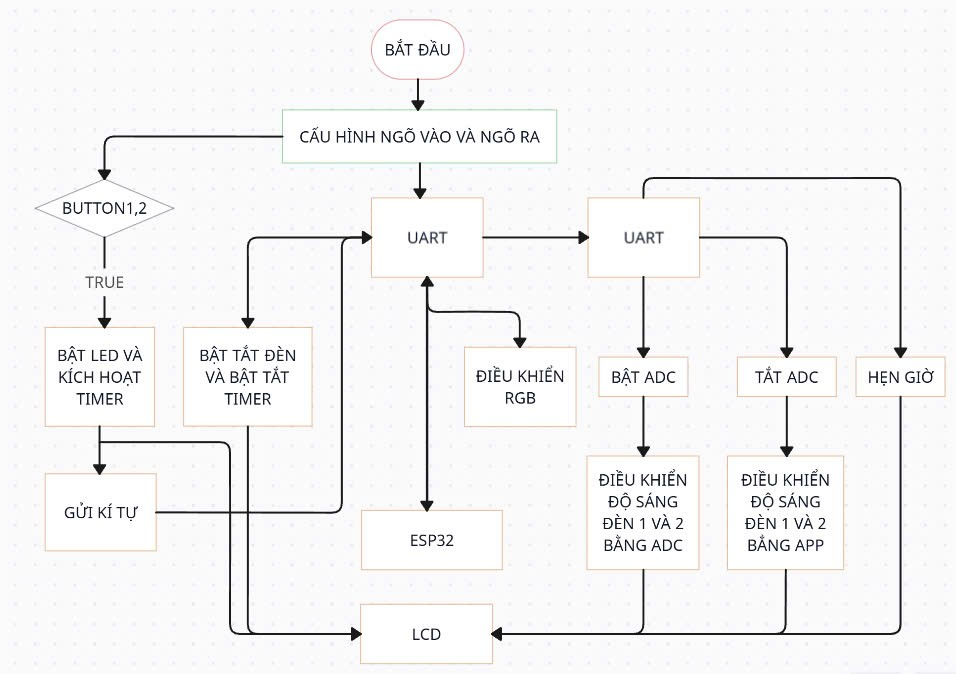 BẮT ĐẦU
CẤU HÌNH NGÕ VÀO VÀ NGÕ RA
BUTTON1,2
TRUE
UART
UART
BẬT LED VÀ
KÍCH HOẠT
TIMER
BẬT TẮT ĐÈN
VÀ BẬT TẮT
TIMER
ĐIỀU KHIỂN
RGB
BẬT ADC
TẮT ADC
HẸN GIỜ
GỬI KÍ TỰ
ESP32
ĐIỀU KHIỂN
ĐỘ SÁNG
ĐÈN 1 VÀ 2
BẰNG ADC
ĐIỀU KHIỂN
ĐỘ SÁNG
ĐÈN 1 VÀ 2
BẰNG APP
LCD